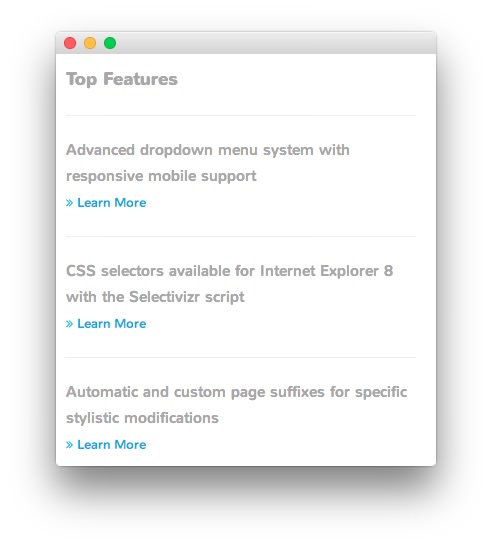 Top Features
Advanced dropdown menu system with
responsive mobile support
» Learn More
CSS selectors available for Internet Explorer 8
with the Selectivizr script
» Learn More
Automatic and custom page suffixes for specific
stylistic modifications
» Learn More